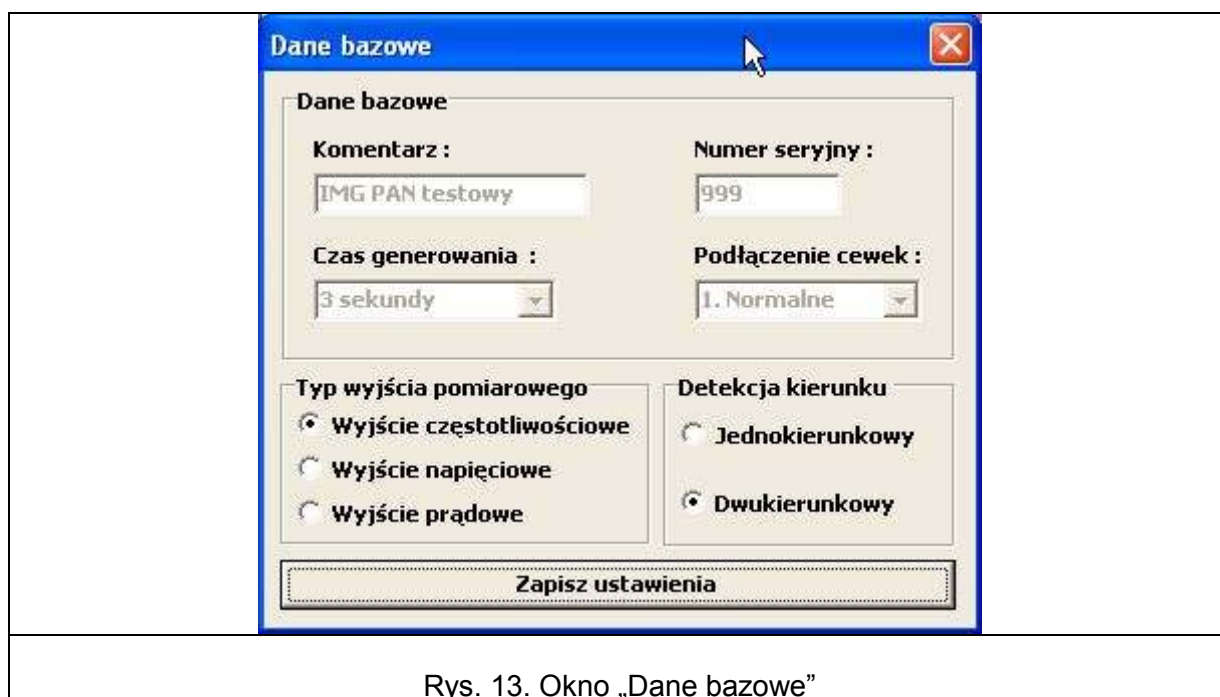 Dane bazowe
Dane bazowe
Komentarz :
Numer seryjny :
IMG PAN testowy
999
Czas generowania :
Podłączenie cewek :
3 sekundy
1. Normalne
Typ wyjścia pomiarowego
Detekcja kierunku
Wyjście częstotliwościowe
Jednokierunkowy
Wyjście napięciowe
Dwukierunkowy
Wyjście prądowe
Zapisz ustawienia
Rys. 13. Okno „Dane bazowe”